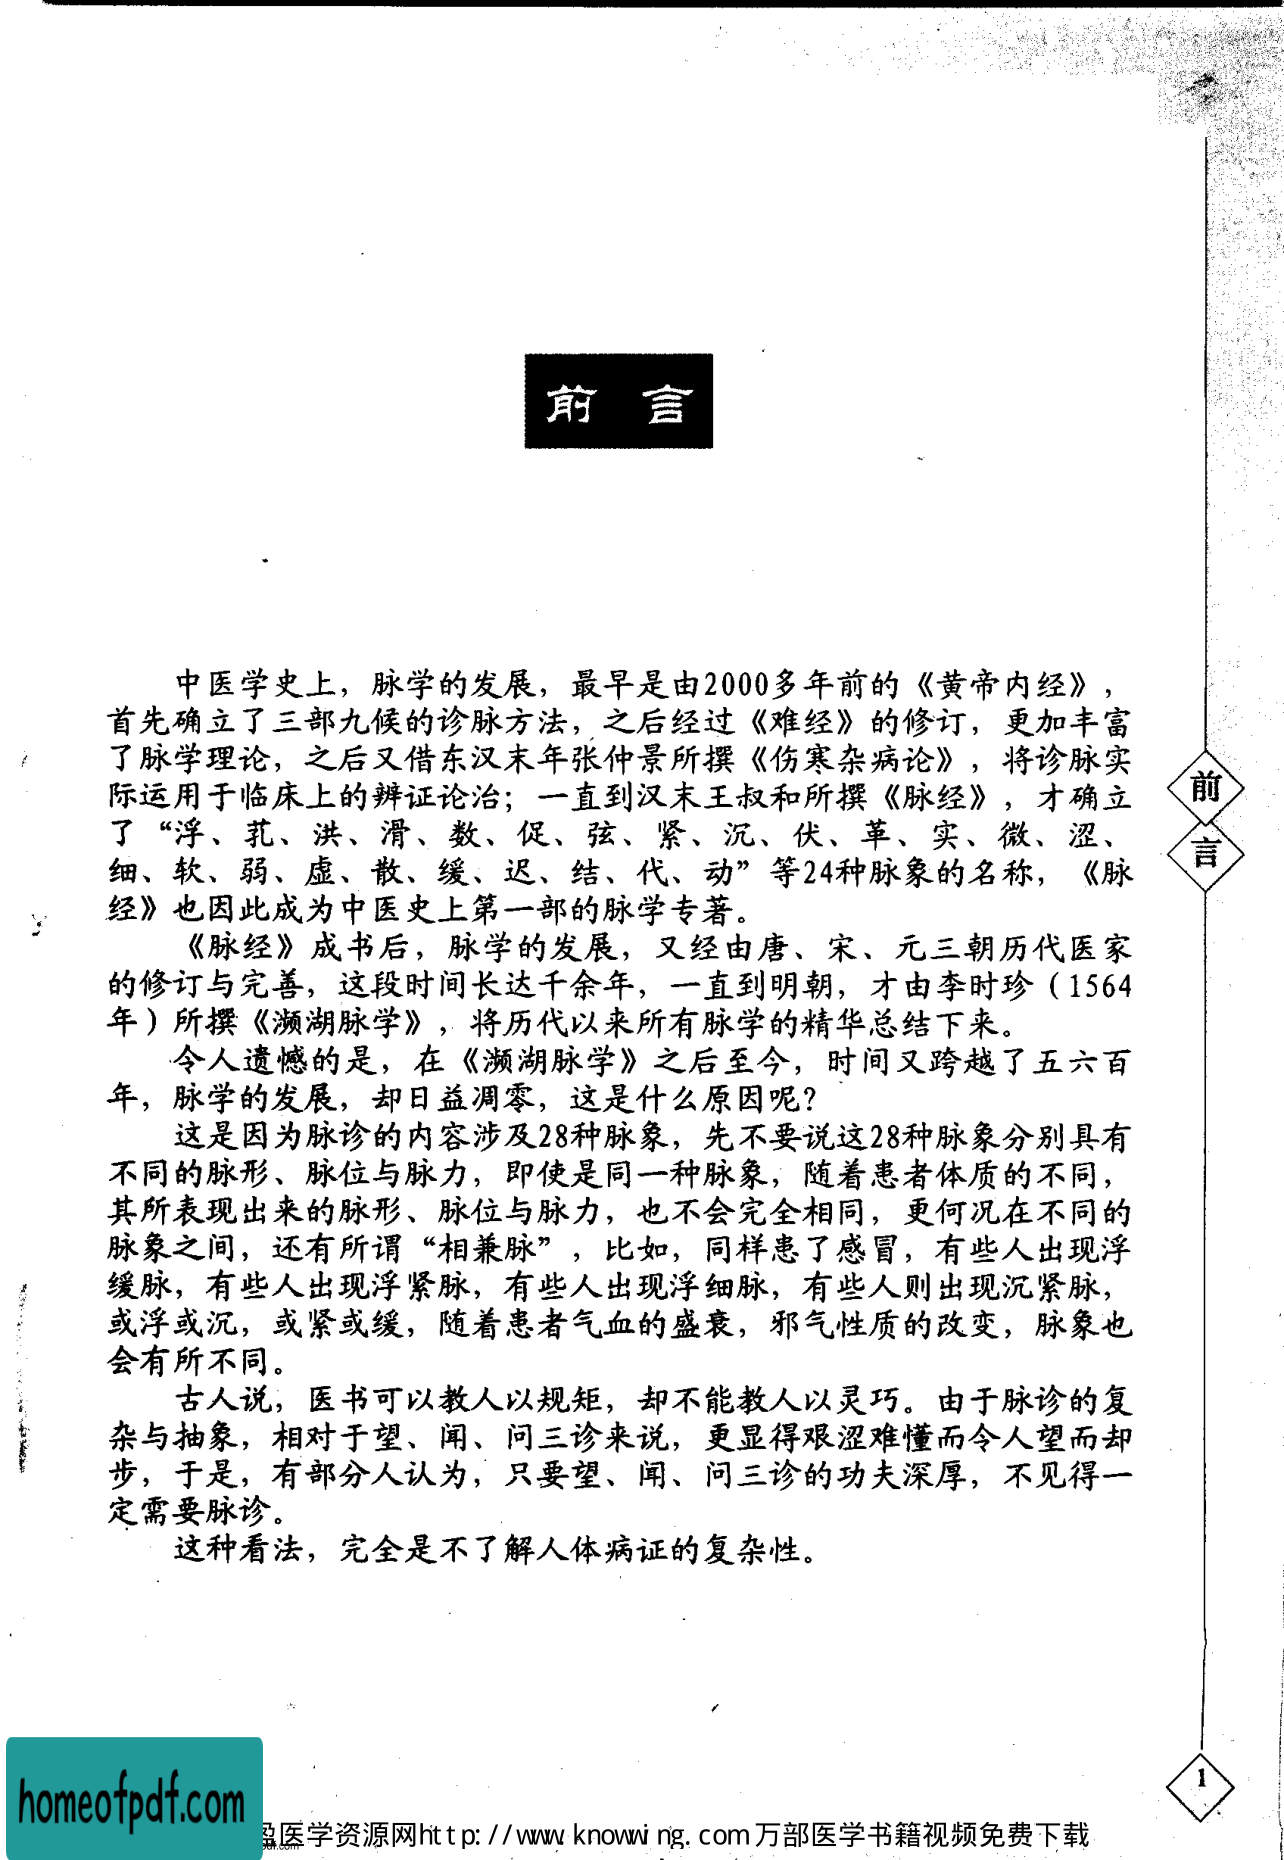 前 言
中医学史上，脉学的发展，最早是由2000多年前的《黄帝内经》，
首先确立了三部九候的诊脉方法，之后经过《难经》的修订，更加丰富
了脉学理论，之后又借东汉末年张仲景所撰《伤寒杂病论》，将诊脉实
际运用于临床上的辨证论治；一直到汉末王叔和所撰《脉经》，才确立
了“浮、芤、洪、滑、数、促、弦、紧、沉、伏、革、实、微、涩、
细、软、弱、虚、散、缓、迟、结、代、动”等24种脉象的名称，《脉
经》也因此成为中医史上第一部的脉学专著。
《脉经》成书后，脉学的发展，又经由唐、宋、元三朝历代医家
的修订与完善，这段时间长达千余年，一直到明朝，才由李时珍（1564
年）所撰《濒湖脉学》，将历代以来所有脉学的精华总结下来。
令人遗憾的是，在《濒湖脉学》之后至今，时间又跨越了五六百
年，脉学的发展，却日益凋零，这是什么原因呢？
这是因为脉诊的内容涉及28种脉象，先不要说这28种脉象分别具有
不同的脉形、脉位与脉力，即使是同一种脉象，随着患者体质的不同，
其所表现出来的脉形、脉位与脉力，也不会完全相同，更何况在不同的
脉象之间，还有所谓“相兼脉”，比如，同样患了感冒，有些人出现浮
缓脉，有些人出现浮紧脉，有些人出现浮细脉，有些人则出现沉紧脉，
或浮或沉，或紧或缓，随着患者气血的盛衰，邪气性质的改变，脉象也
会有所不同。
古人说，医书可以教人以规矩，却不能教人以灵巧。由于脉诊的复
杂与抽象，相对于望、闻、问三诊来说，更显得艰涩难懂而令人望而却
步，于是，有部分人认为，只要望、闻、问三诊的功夫深厚，不见得一
定需要脉诊。
这种看法，完全是不了解人体病证的复杂性。
前
言
1
homeofpdf.com
盈医学资源网http://www.knowwing.com万部医学书籍视频免费下载